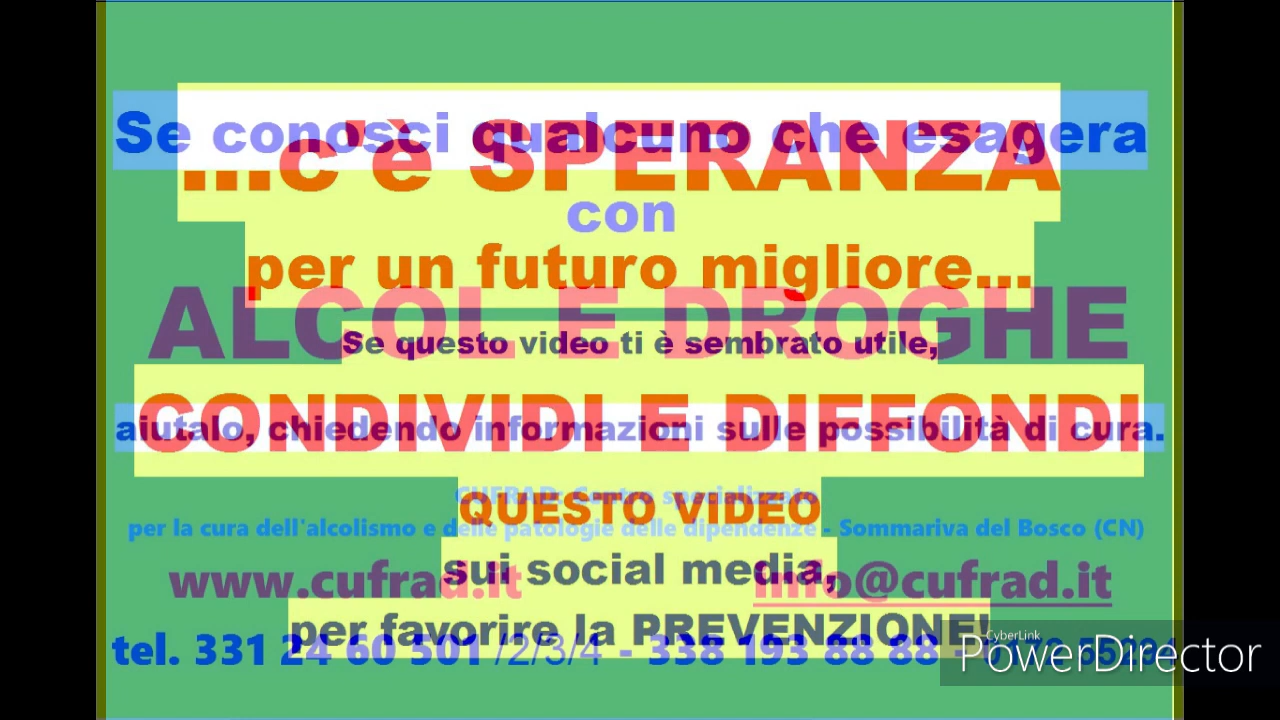 Se conosci qualcuno che esagera
...c'è SPERANZA
con
per un futuro migliore...
ALCOL E DROGHE
Se questo video ti è sembrato utile,
CONDIVIDI E DIFFONDI
aiutalo, chiedendo informazioni sulle possibilità di cura.
CUFRAD: Centro specializzato
QUESTO VIDEO
per la cura dell'alcolismo e delle patologie delle dipendenze - Sommariva del Bosco (CN)
sui social media,
www.cufrad.it info@cufrad.it
per favorire la PREVENZIONE!
tel. 331 24 60 501 /2/3/4 - 338 193 88 88 -
CyberLink
PowerDirector